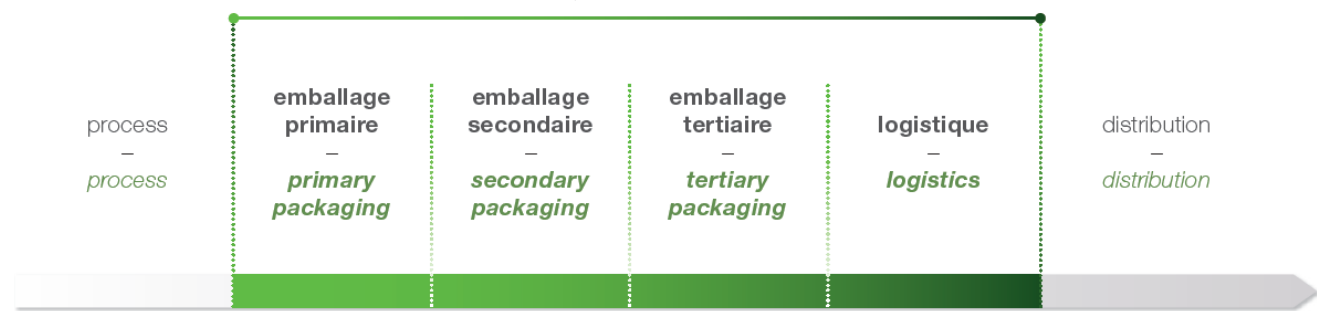 process
–
process
emballage
primaire
–
primary
packaging
emballage
secondaire
–
secondary
packaging
emballage
tertiaire
–
tertiary
packaging
logistique
–
logistics
distribution
–
distribution